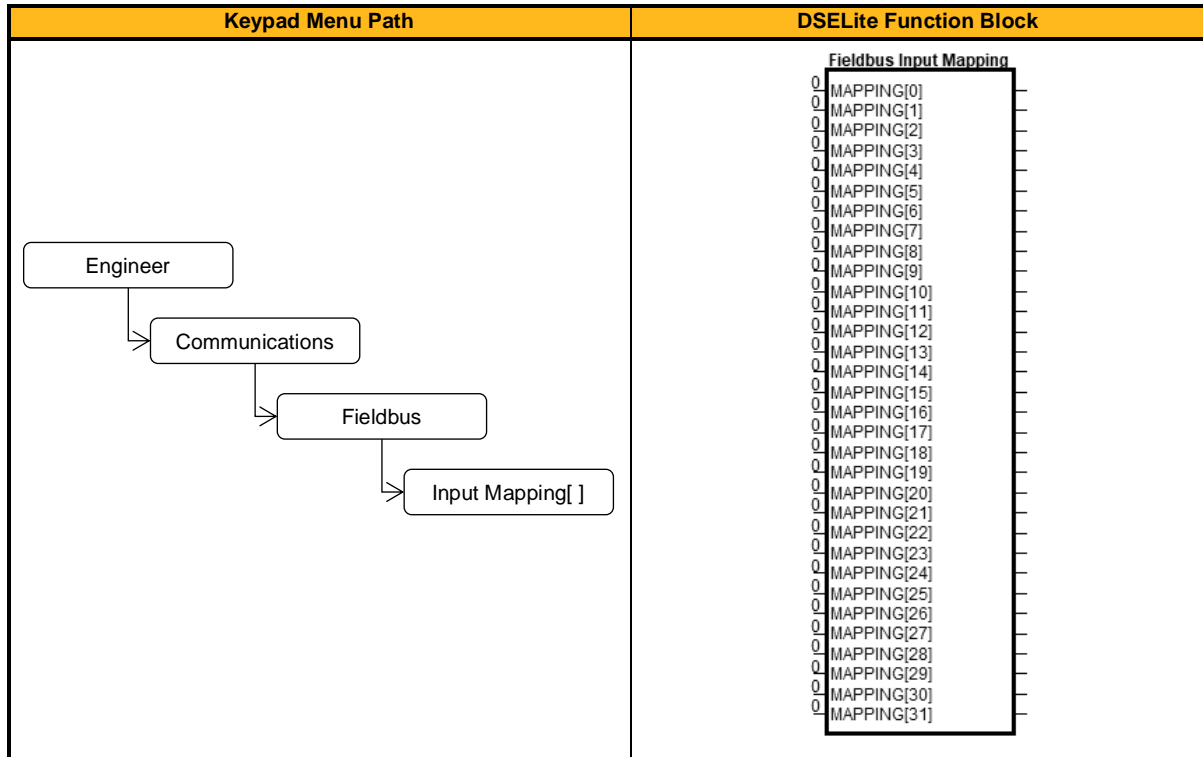 Keypad Menu Path
DSELite Function Block
Engineer
Communications
Fieldbus
Input Mapping[ ]
Fieldbus Input Mapping
0 MAPPING[0]
0 MAPPING[1]
0 MAPPING[2]
0 MAPPING[3]
0 MAPPING[4]
0 MAPPING[5]
0 MAPPING[6]
0 MAPPING[7]
0 MAPPING[8]
0 MAPPING[9]
0 MAPPING[10]
0 MAPPING[11]
0 MAPPING[12]
0 MAPPING[13]
0 MAPPING[14]
0 MAPPING[15]
0 MAPPING[16]
0 MAPPING[17]
0 MAPPING[18]
0 MAPPING[19]
0 MAPPING[20]
0 MAPPING[21]
0 MAPPING[22]
0 MAPPING[23]
0 MAPPING[24]
0 MAPPING[25]
0 MAPPING[26]
0 MAPPING[27]
0 MAPPING[28]
0 MAPPING[29]
0 MAPPING[30]
0 MAPPING[31]